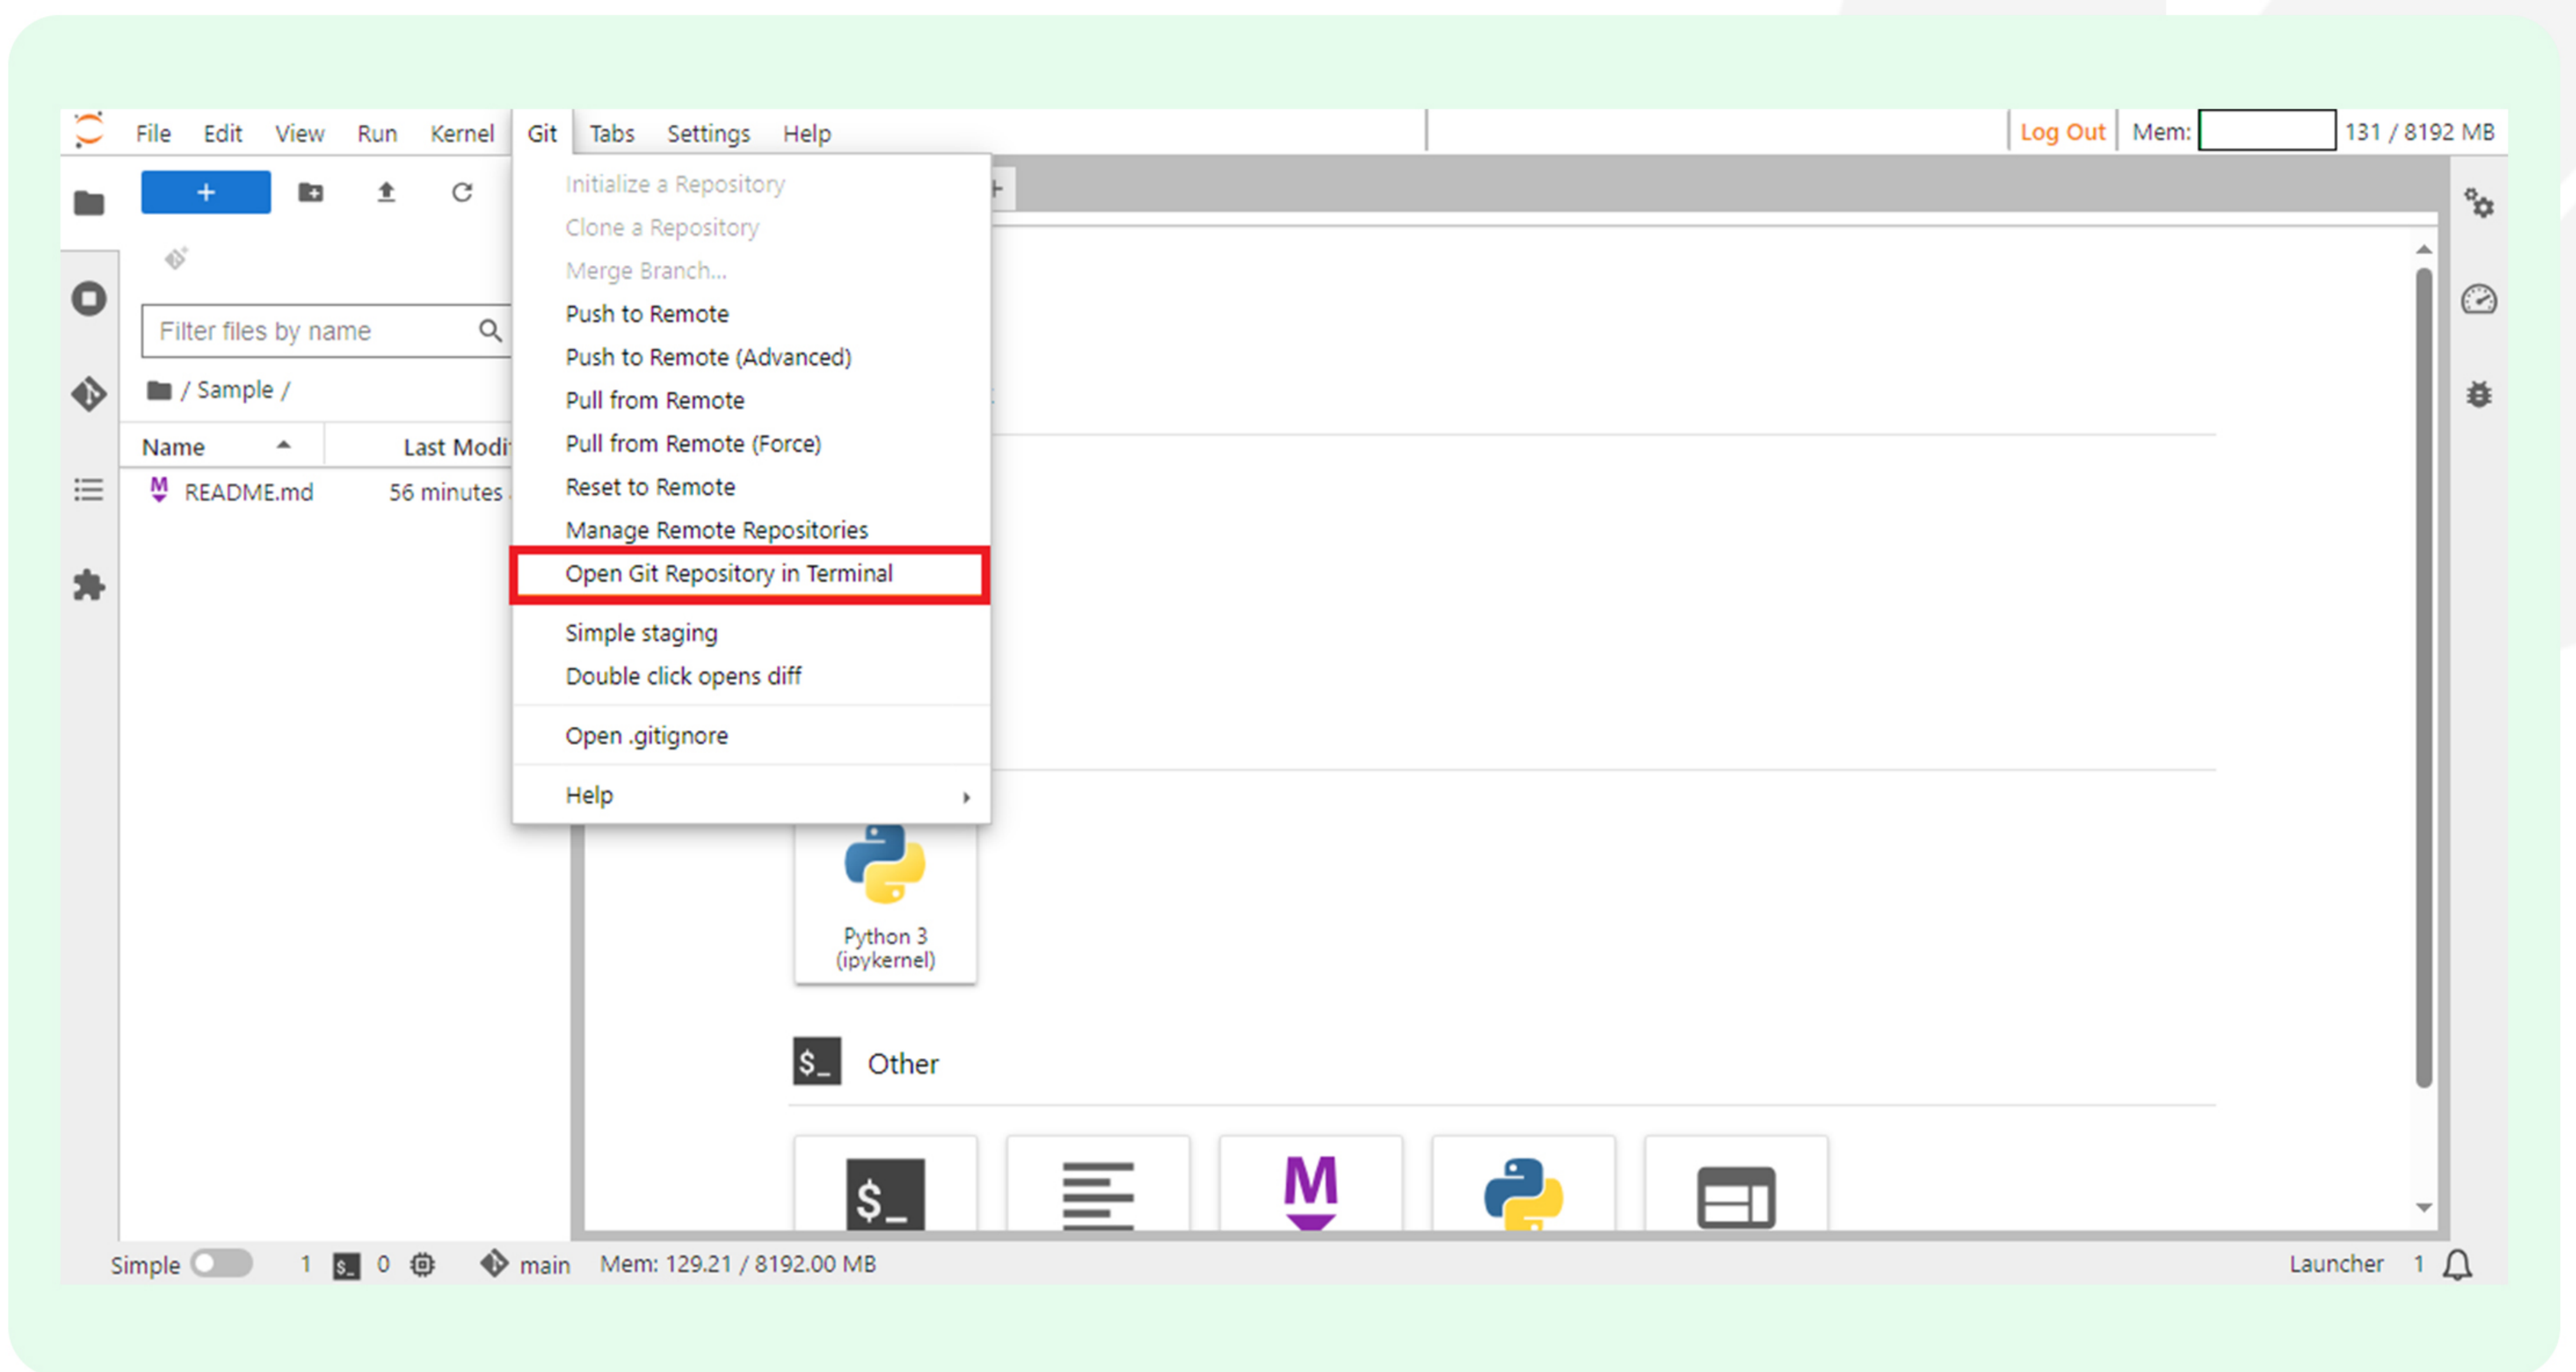 File Edit View Run Kernel Git Tabs Settings Help Log Out Mem: 131 / 8192 MB
+
Initialize a Repository
Clone a Repository
Merge Branch...
Push to Remote
Push to Remote (Advanced)
Pull from Remote
Pull from Remote (Force)
Reset to Remote
Manage Remote Repositories
Open Git Repository in Terminal
Simple staging
Double click opens diff
Open .gitignore
Help
Filter files by name
/ Sample /
Name Last Modi
README.md 56 minutes
Python 3
(ipykernel)
$_ Other
$_ M
Simple 1 $_ 0 main Mem: 129.21 / 8192.00 MB Launcher 1